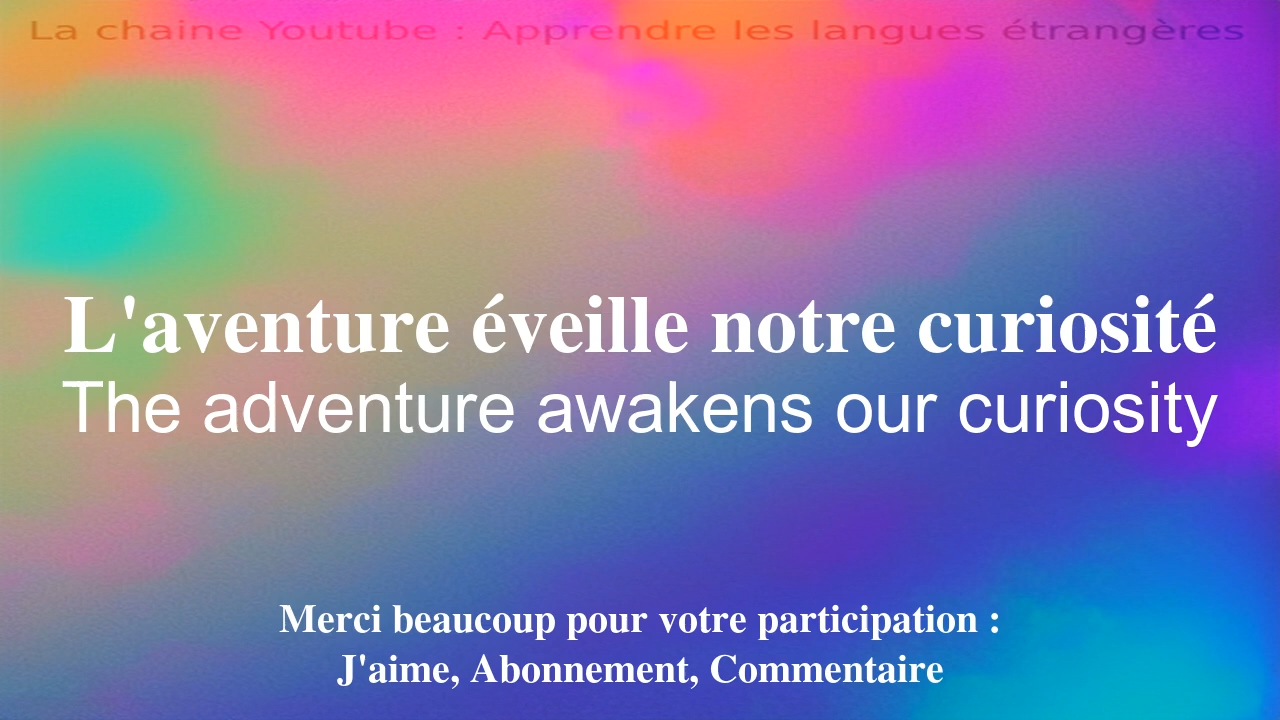 La chaine Youtube : Apprendre les langues étrangères
L'aventure éveille notre curiosité
The adventure awakens our curiosity
Merci beaucoup pour votre participation :
J'aime, Abonnement, Commentaire